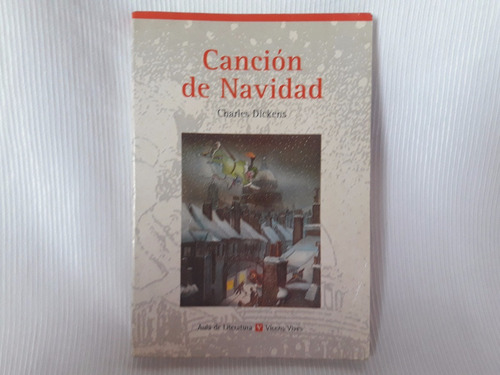 Canción
de Navidad
Charles Dickens
Aula de Literatura Vicens Vives